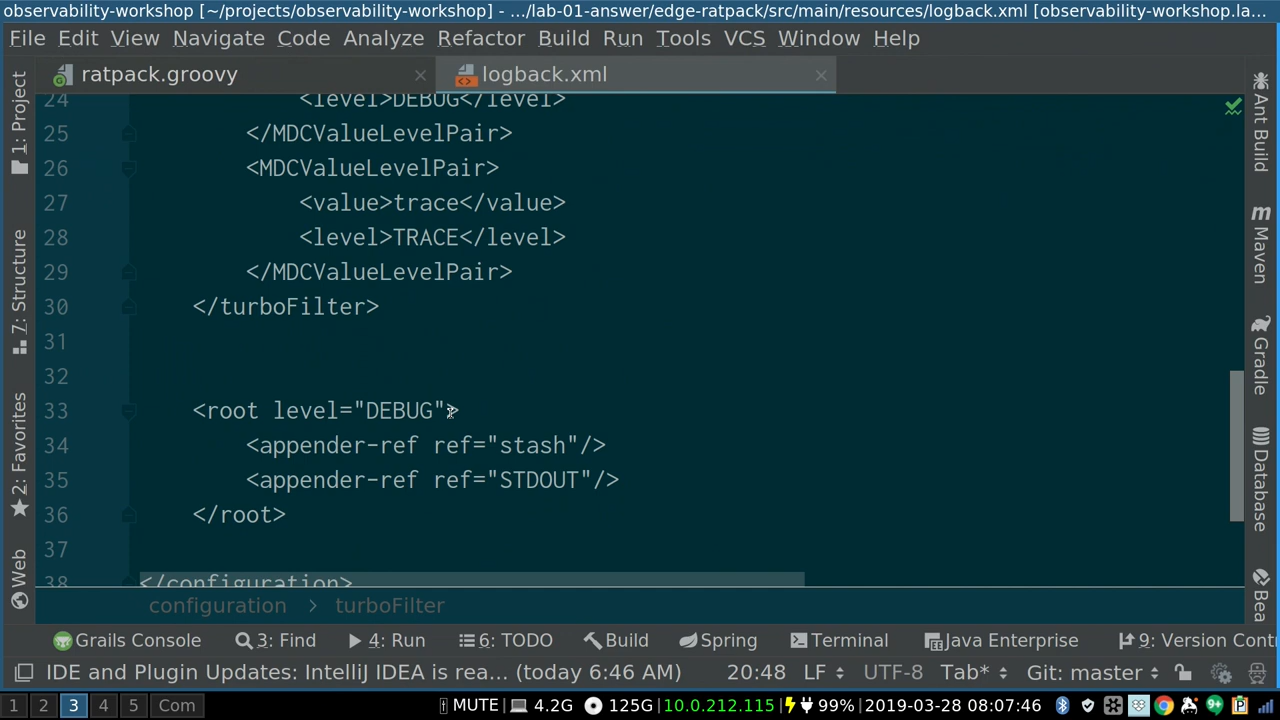 observability-workshop [~/projects/observability-workshop] - .../lab-01-answer/edge-ratpack/src/main/resources/logback.xml [observability-workshop.la...
File Edit View Navigate Code Analyze Refactor Build Run Tools VCS Window Help
ratpack.groovy
logback.xml
1: Project
7: Structure
2: Favorites
Web
24 <level>DEBUG</level>
25 </MDCValueLevelPair>
26 <MDCValueLevelPair>
27 <value>trace</value>
28 <level>TRACE</level>
29 </MDCValueLevelPair>
30 </turboFilter>
31
32
33 <root level="DEBUG">
34 <appender-ref ref="stash"/>
35 <appender-ref ref="STDOUT"/>
36 </root>
37
38 </configuration>
Ant Build
Maven
Gradle
Database
Bea
configuration > turboFilter
Grails Console 3: Find 4: Run 6: TODO Build Spring Terminal Java Enterprise 9: Version Contr
IDE and Plugin Updates: IntelliJ IDEA is rea... (today 6:46 AM) 20:48 LF UTF-8 Tab* Git: master
1 2 3 4 5 Com MUTE 4.2G 125G|10.0.212.115 99% 2019-03-28 08:07:46